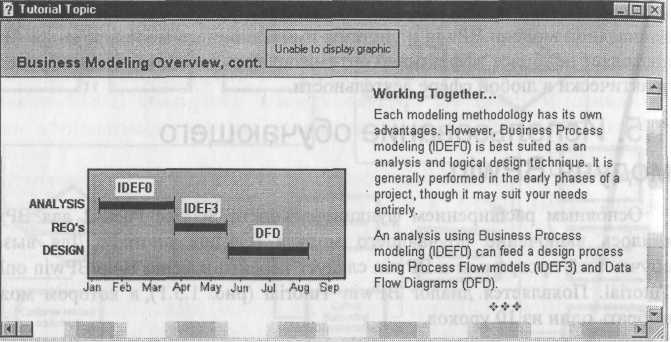 Tutorial Topic
Unable to display graphic
Business Modeling Overview, cont.
Working Together...
Each modeling methodology has its own
advantages. However, Business Process
modeling (IDEF0) is best suited as an
analysis and logical design technique. It is
generally performed in the early phases of a
project, though it may suit your needs
entirely.
An analysis using Business Process
modeling (IDEF0) can feed a design process
using Process Flow models (IDEF3) and Data
Flow Diagrams (DFD).
IDEF0
ANALYSIS
IDEF3
REQ's
DFD
DESIGN
Jan Feb Mar Apr May Jun Jul Aug Sep